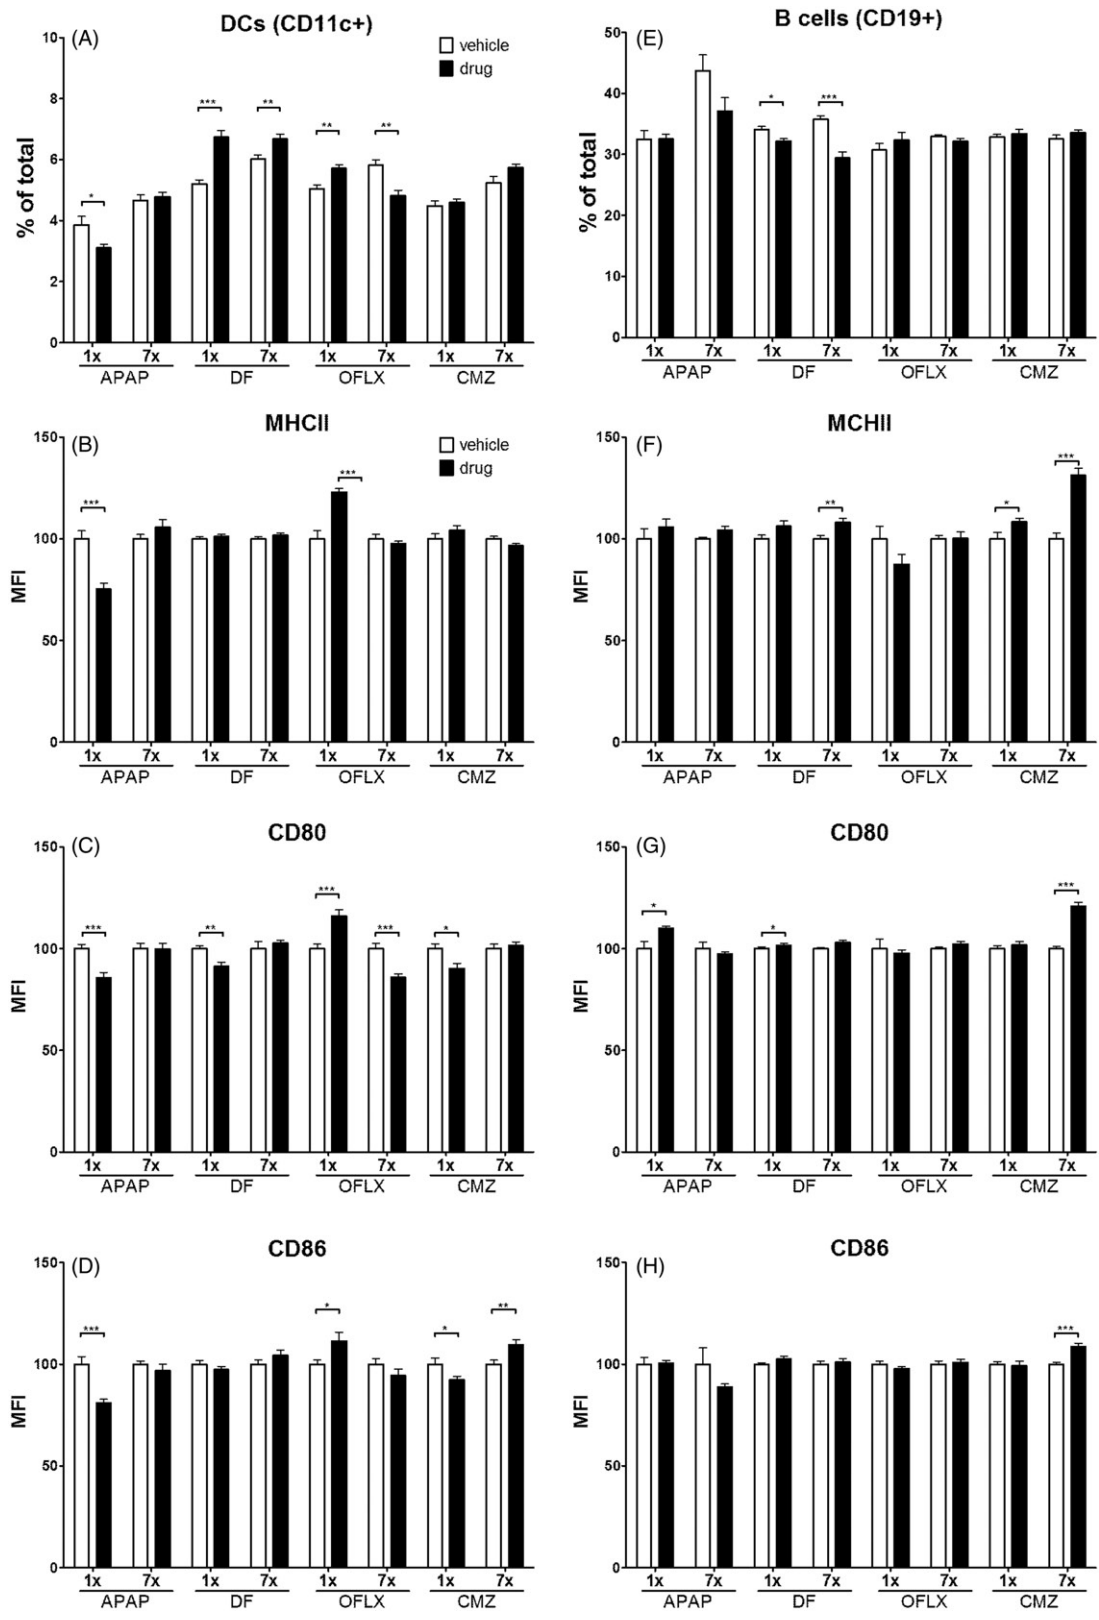 DCs (CD11c+)
(A)
vehicle
drug
10
8
6
4
2
0
% of total
*
***
**
**
**
1x 7x 1x 7x 1x 7x 1x 7x
APAP DF OFLX CMZ
B cells (CD19+)
(E)
50
40
30
20
10
0
% of total
*
***
1x 7x 1x 7x 1x 7x 1x 7x
APAP DF OFLX CMZ
MHCII
(B)
vehicle
drug
150
100
50
0
MFI
***
***
1x 7x 1x 7x 1x 7x 1x 7x
APAP DF OFLX CMZ
MCHII
(F)
150
100
50
0
MFI
**
*
***
1x 7x 1x 7x 1x 7x 1x 7x
APAP DF OFLX CMZ
CD80
(C)
150
100
50
0
MFI
***
**
***
***
*
1x 7x 1x 7x 1x 7x 1x 7x
APAP DF OFLX CMZ
CD80
(G)
150
100
50
0
MFI
*
*
***
1x 7x 1x 7x 1x 7x 1x 7x
APAP DF OFLX CMZ
CD86
(D)
150
100
50
0
MFI
***
*
*
**
1x 7x 1x 7x 1x 7x 1x 7x
APAP DF OFLX CMZ
CD86
(H)
150
100
50
0
MFI
***
1x 7x 1x 7x 1x 7x 1x 7x
APAP DF OFLX CMZ